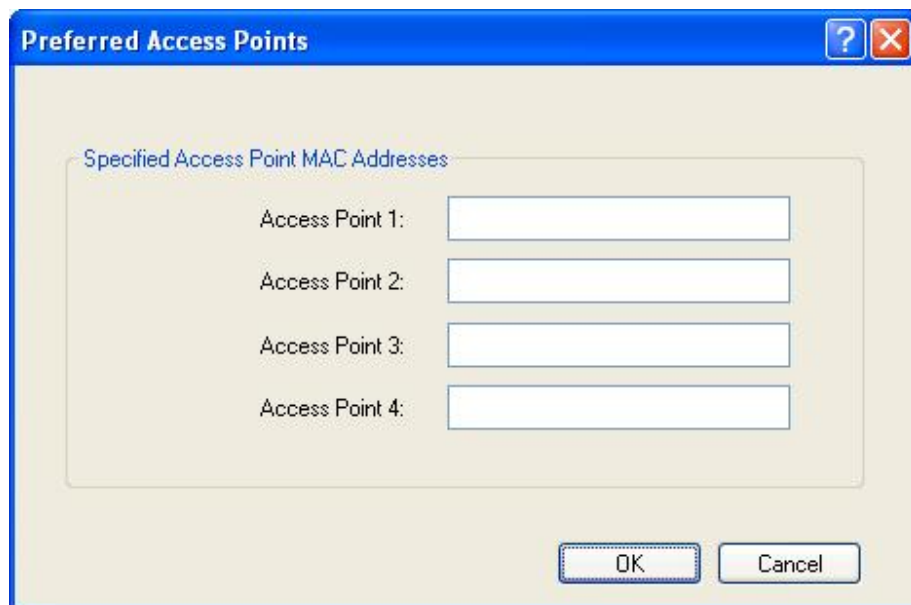 Preferred Access Points
?
Specified Access Point MAC Addresses
Access Point 1:
Access Point 2:
Access Point 3:
Access Point 4:
OK Cancel